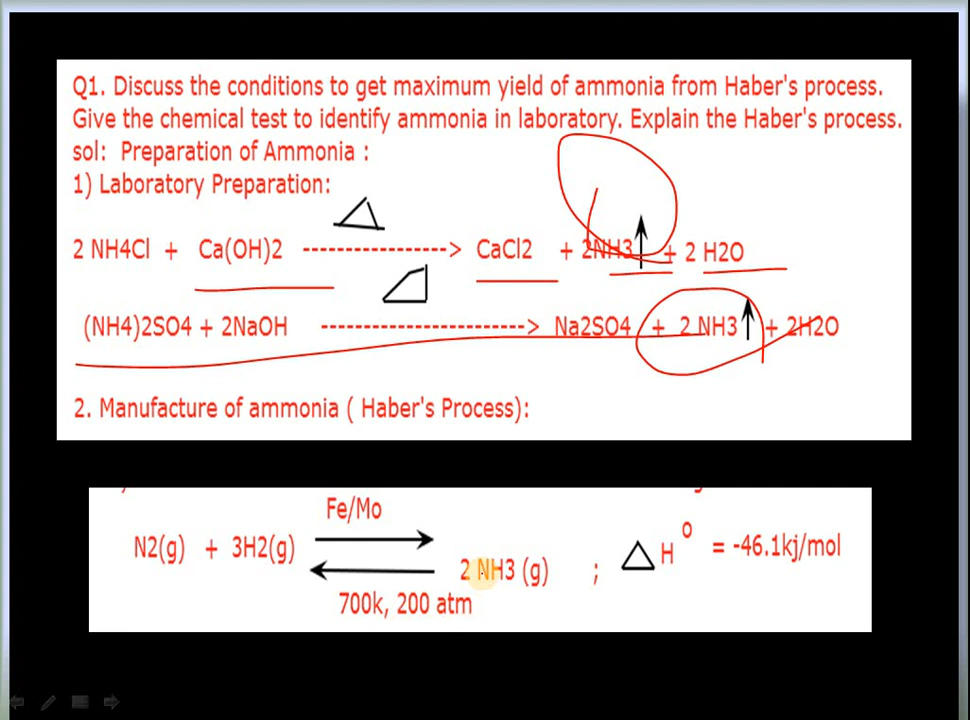 Q1. Discuss the conditions to get maximum yield of ammonia from Haber's process.
Give the chemical test to identify ammonia in laboratory. Explain the Haber's process.
sol: Preparation of Ammonia :
1) Laboratory Preparation:
2 NH4Cl + Ca(OH)2 ------------------> CaCl2 + 2NH3 + 2 H2O
(NH4)2SO4 + 2NaOH ------------------------> Na2SO4 + 2 NH3 + 2H2O
2. Manufacture of ammonia ( Haber's Process):
Fe/Mo
N2(g) + 3H2(g) 2 NH3 (g) ; △ H o = -46.1kj/mol
700k, 200 atm